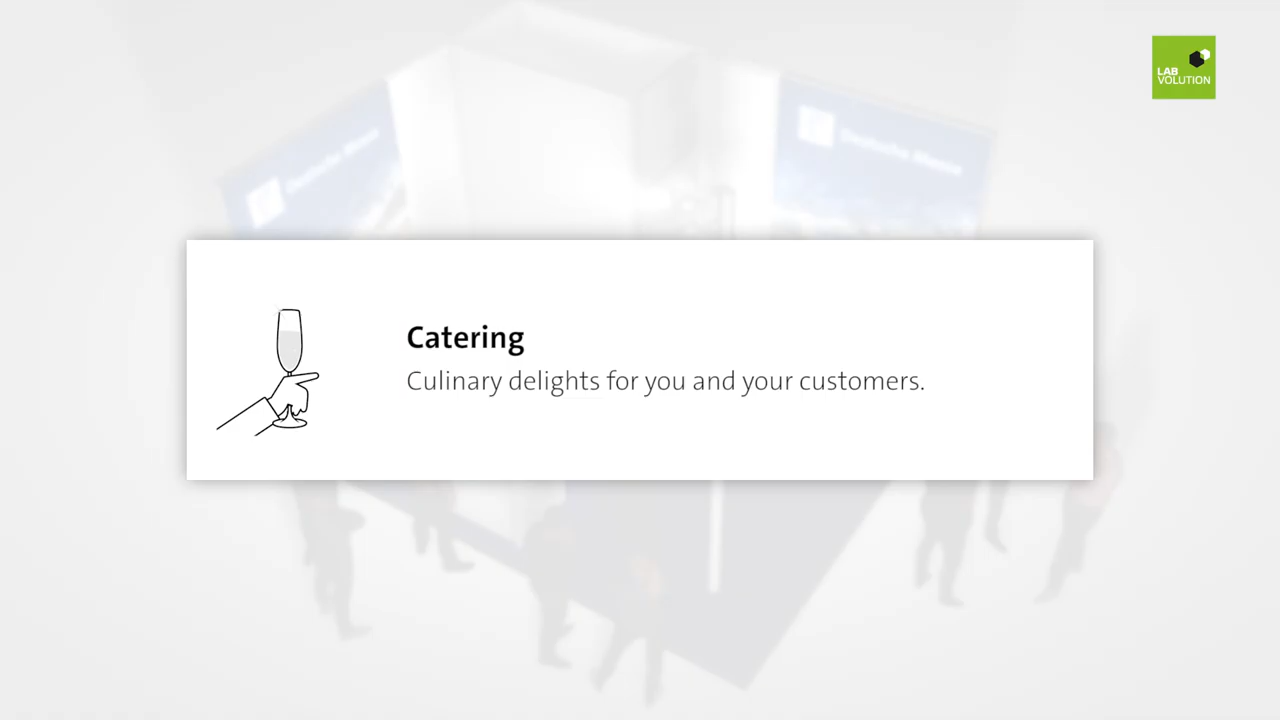 LAB
VOLUTION
Catering
Culinary delights for you and your customers.